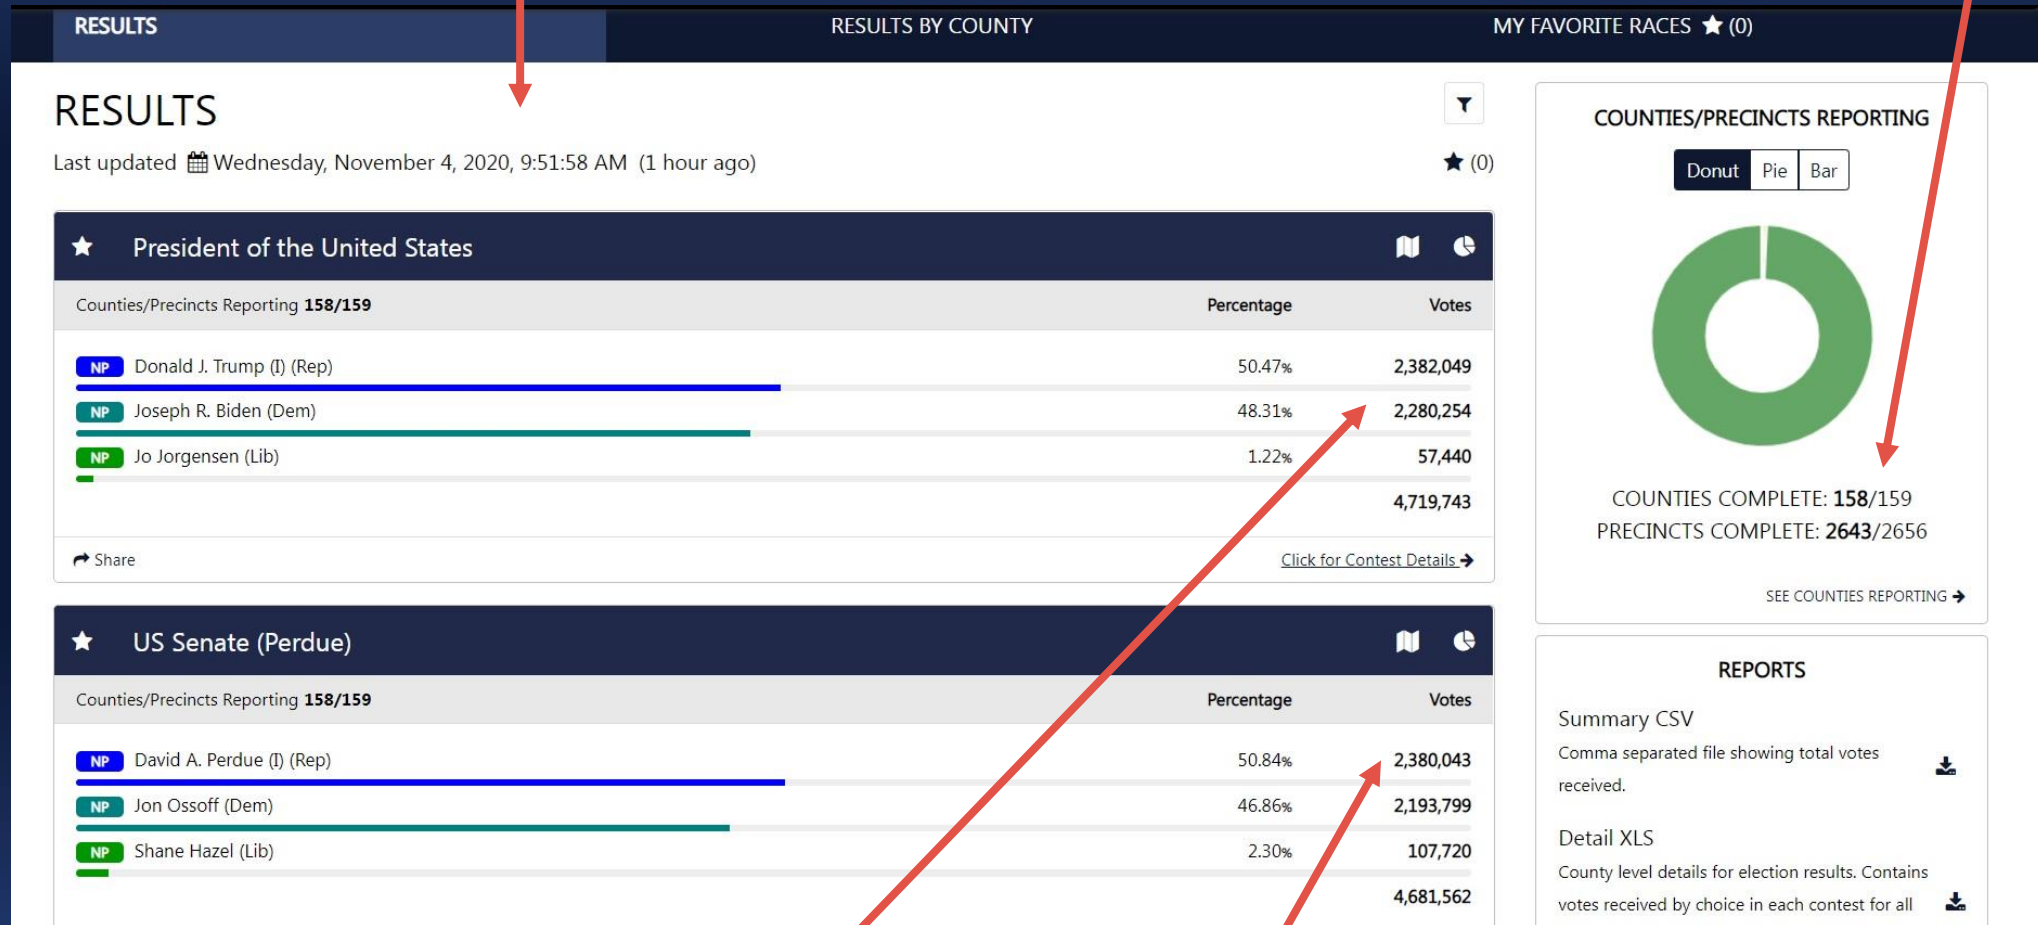 RESULTS
RESULTS BY COUNTY
MY FAVORITE RACES (0)
RESULTS
Last updated Wednesday, November 4, 2020, 9:51:58 AM (1 hour ago)
(0)
President of the United States
Counties/Precincts Reporting 158/159 Percentage Votes
NP Donald J. Trump (I) (Rep) 50.47% 2,382,049
NP Joseph R. Biden (Dem) 48.31% 2,280,254
NP Jo Jorgensen (Lib) 1.22% 57,440
4,719,743
Share Click for Contest Details
US Senate (Perdue)
Counties/Precincts Reporting 158/159 Percentage Votes
NP David A. Perdue (I) (Rep) 50.84% 2,380,043
NP Jon Ossoff (Dem) 46.86% 2,193,799
NP Shane Hazel (Lib) 2.30% 107,720
4,681,562
COUNTIES/PRECINCTS REPORTING
Donut Pie Bar
COUNTIES COMPLETE: 158/159
PRECINCTS COMPLETE: 2643/2656
SEE COUNTIES REPORTING
REPORTS
Summary CSV
Comma separated file showing total votes
received.
Detail XLS
County level details for election results. Contains
votes received by choice in each contest for all